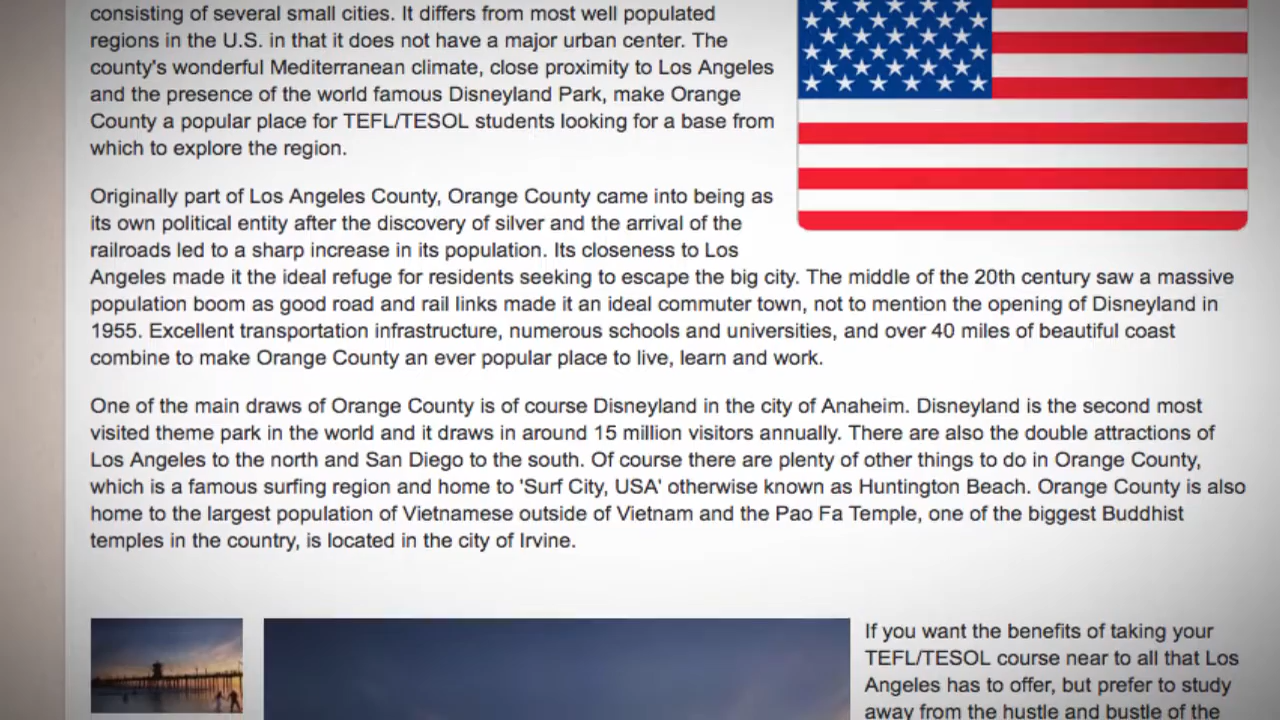 consisting of several small cities. It differs from most well populated
regions in the U.S. in that it does not have a major urban center. The
county's wonderful Mediterranean climate, close proximity to Los Angeles
and the presence of the world famous Disneyland Park, make Orange
County a popular place for TEFL/TESOL students looking for a base from
which to explore the region.
Originally part of Los Angeles County, Orange County came into being as
its own political entity after the discovery of silver and the arrival of the
railroads led to a sharp increase in its population. Its closeness to Los
Angeles made it the ideal refuge for residents seeking to escape the big city. The middle of the 20th century saw a massive
population boom as good road and rail links made it an ideal commuter town, not to mention the opening of Disneyland in
1955. Excellent transportation infrastructure, numerous schools and universities, and over 40 miles of beautiful coast
combine to make Orange County an ever popular place to live, learn and work.
One of the main draws of Orange County is of course Disneyland in the city of Anaheim. Disneyland is the second most
visited theme park in the world and it draws in around 15 million visitors annually. There are also the double attractions of
Los Angeles to the north and San Diego to the south. Of course there are plenty of other things to do in Orange County,
which is a famous surfing region and home to 'Surf City, USA' otherwise known as Huntington Beach. Orange County is also
home to the largest population of Vietnamese outside of Vietnam and the Pao Fa Temple, one of the biggest Buddhist
temples in the country, is located in the city of Irvine.
If you want the benefits of taking your
TEFL/TESOL course near to all that Los
Angeles has to offer, but prefer to study
away from the hustle and bustle of the